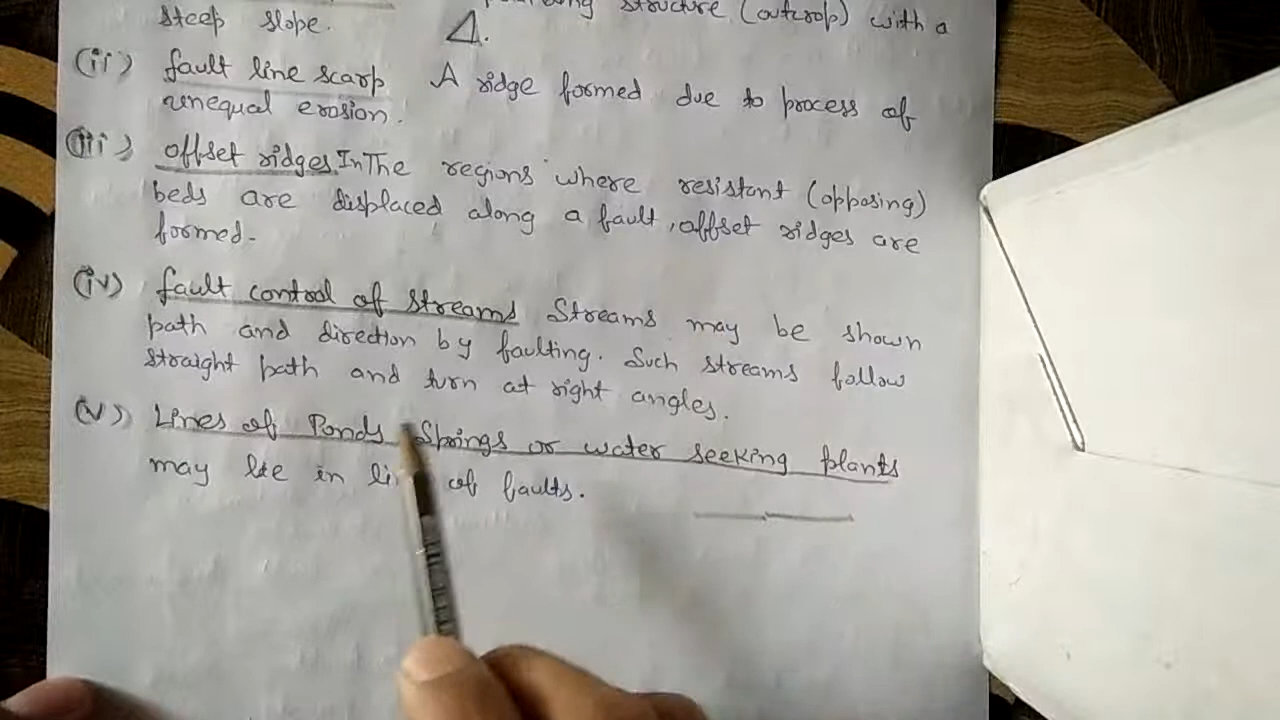 structure (outcrop) with a
steep slope.
(ii) fault line scarp A ridge formed due to process of
unequal erosion.
(iii) offset ridges. In The regions where resistant (opposing)
beds are displaced along a fault, offset ridges are
formed.
(iv) fault control of streams Streams may be shown
path and direction by faulting. Such streams follow
straight path and turn at right angles.
(v) Lines of Ponds Springs or water seeking plants
may lie in of faults.